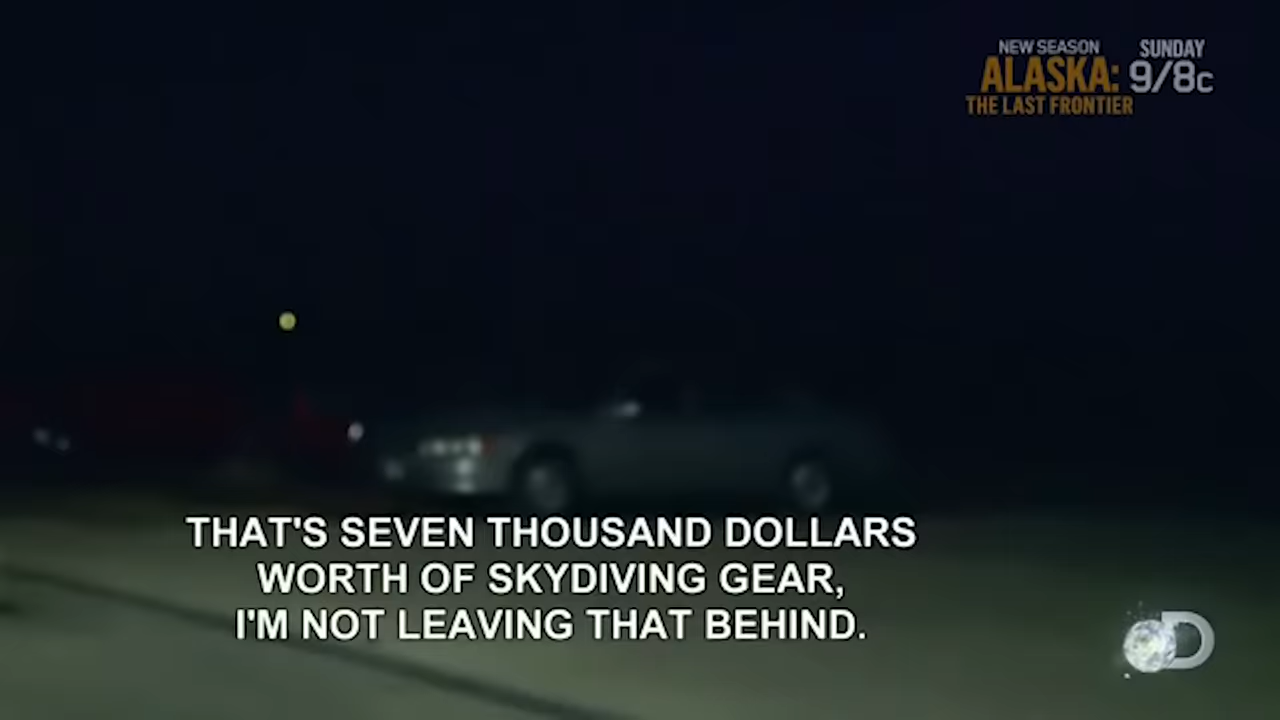 NEW SEASON
ALASKA:
THE LAST FRONTIER
SUNDAY
9/8c
THAT'S SEVEN THOUSAND DOLLARS
WORTH OF SKYDIVING GEAR,
I'M NOT LEAVING THAT BEHIND.
D